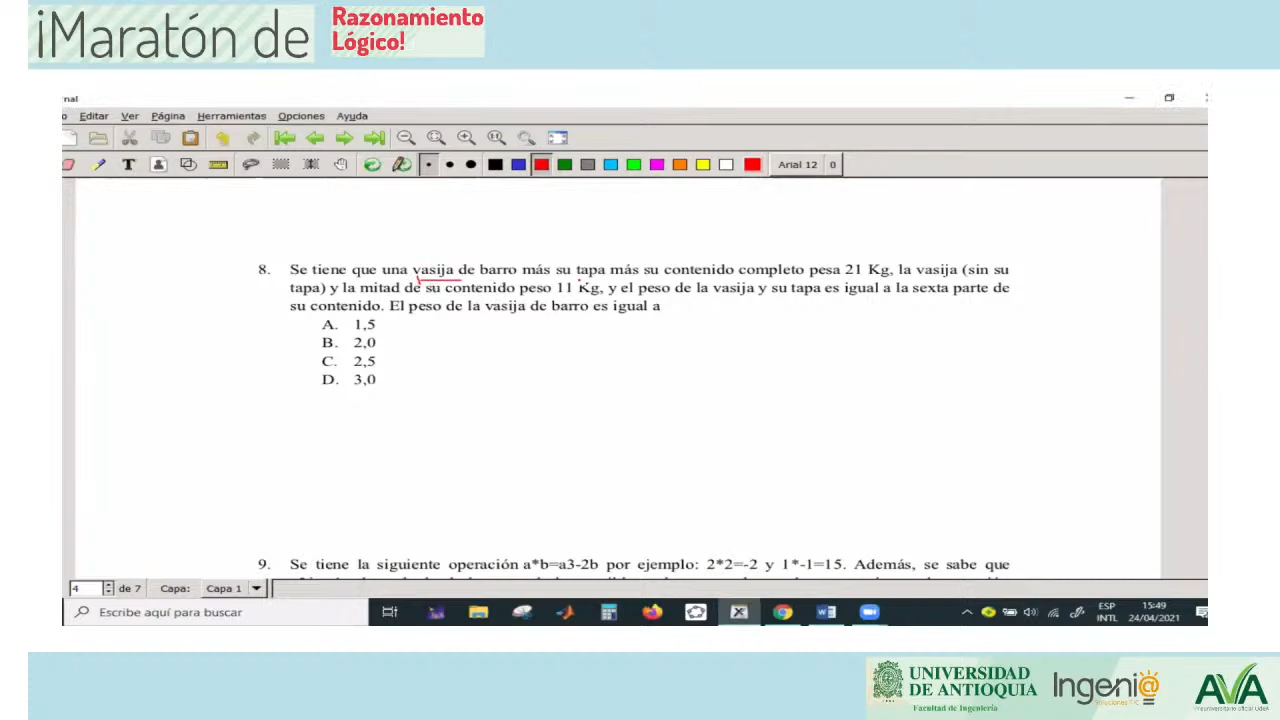 ¡Maratón de
Razonamiento
Lógico!
rnal
o Editar Ver Página Herramientas Opciones Ayuda
T
Arial 12 0
8. Se tiene que una vasija de barro más su tapa más su contenido completo pesa 21 Kg, la vasija (sin su
tapa) y la mitad de su contenido peso 11 Kg, y el peso de la vasija y su tapa es igual a la sexta parte de
su contenido. El peso de la vasija de barro es igual a
A. 1,5
B. 2,0
C. 2,5
D. 3,0
9. Se tiene la siguiente operación a*b=a3-2b por ejemplo: 2*2=-2 y 1*-1=15. Además, se sabe que
4 de 7 Capa: Capa 1
Escribe aquí para buscar
ESP
INTL
15:49
24/04/2021
UNIVERSIDAD
DE ANTIOQUIA
Facultad de Ingeniería
Ingeni@
Soluciones TIC
AVA